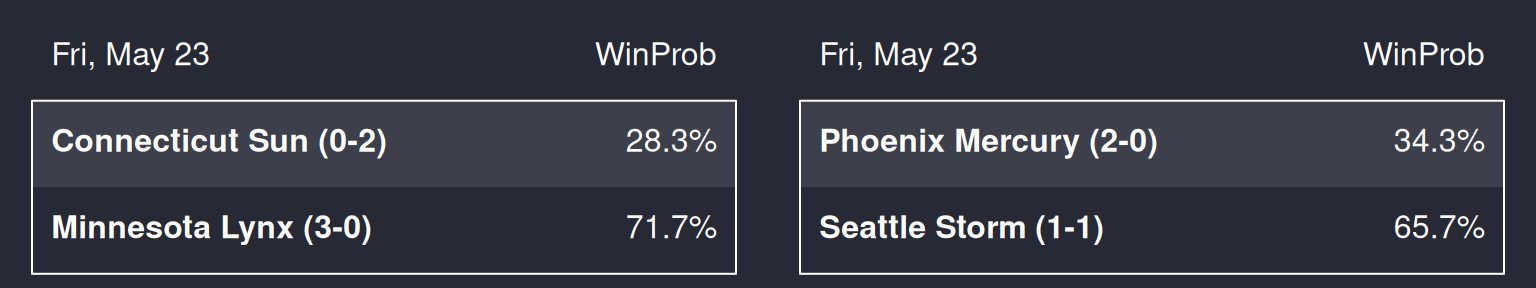 Fri, May 23 WinProb
Connecticut Sun (0-2) 28.3%
Minnesota Lynx (3-0) 71.7%
Fri, May 23 WinProb
Phoenix Mercury (2-0) 34.3%
Seattle Storm (1-1) 65.7%